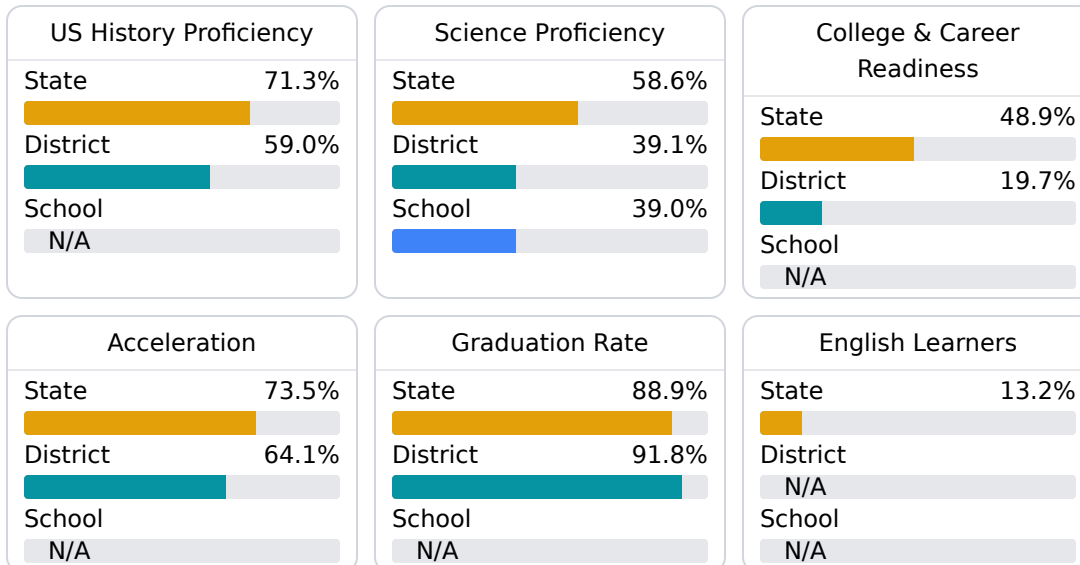 US History Proficiency
State 71.3%
District 59.0%
School
N/A
Science Proficiency
State 58.6%
District 39.1%
School 39.0%
College & Career
Readiness
State 48.9%
District 19.7%
School
N/A
Acceleration
State 73.5%
District 64.1%
School
N/A
Graduation Rate
State 88.9%
District 91.8%
School
N/A
English Learners
State 13.2%
District
N/A
School
N/A